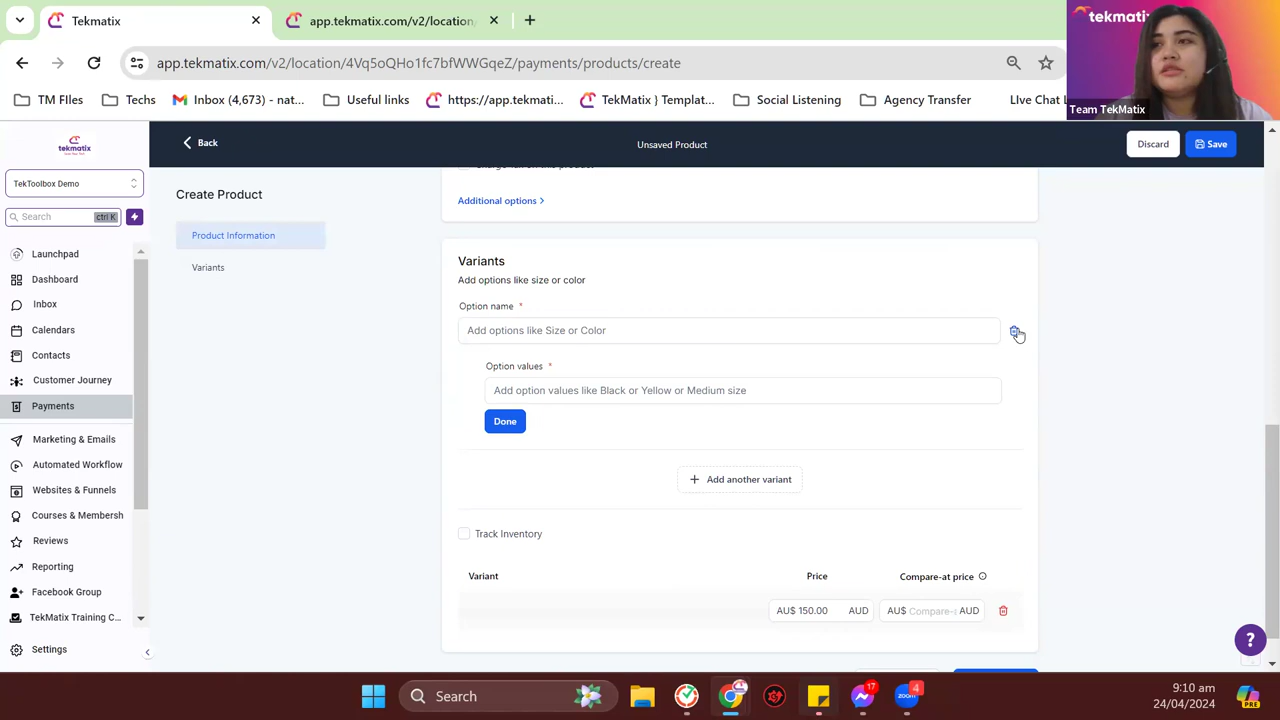 Tekmatix
app.tekmatix.com/v2/location/
app.tekmatix.com/v2/location/4Vq5oQHo1fc7bfWWGqeZ/payments/products/create
TM FIles
Techs
Inbox (4,673) – nat...
Useful links
https://app.tekmati...
TekMatix } Templat...
Social Listening
Agency Transfer
LIve Chat L
tekmatix
Team TekMatix
tekmatix
Back
Unsaved Product
Discard
Save
TekToolbox Demo
Search
ctrl K
Launchpad
Dashboard
Inbox
Calendars
Contacts
Customer Journey
Payments
Marketing & Emails
Automated Workflow
Websites & Funnels
Courses & Membersh
Reviews
Reporting
Facebook Group
TekMatix Training C...
Settings
Create Product
Product Information
Variants
Additional options
Variants
Add options like size or color
Option name *
Add options like Size or Color
Option values *
Add option values like Black or Yellow or Medium size
Done
+ Add another variant
Track Inventory
Variant
Price
Compare-at price
AU$ 150.00 AUD
AU$ Compare-a AUD
?
Search
17
4
9:10 am
24/04/2024
PRE